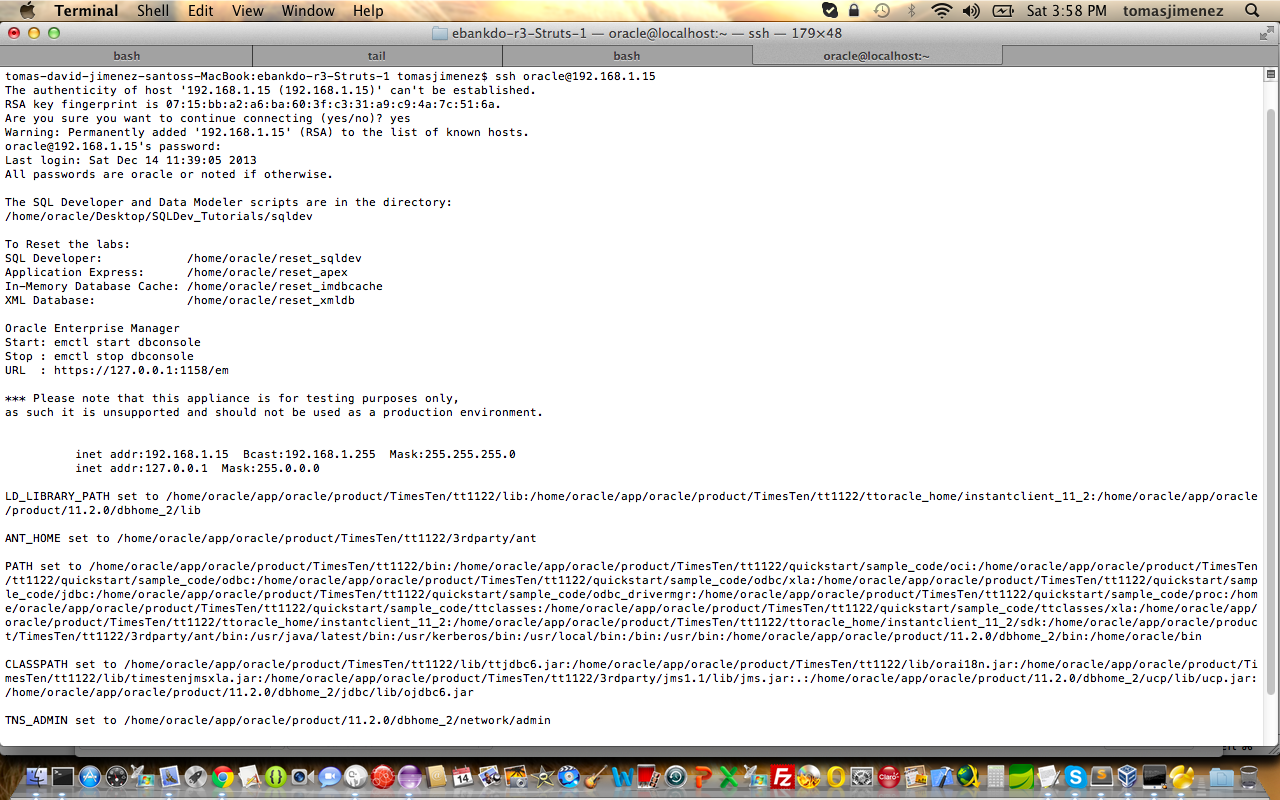 Terminal Shell Edit View Window Help Sat 3:58 PM tomasjimenez
ebankdo-r3-Struts-1 — oracle@localhost:~ — ssh — 179×48
bash tail bash oracle@localhost:~
tomas-david-jimenez-santoss-MacBook:ebankdo-r3-Struts-1 tomasjimenez$ ssh oracle@192.168.1.15
The authenticity of host '192.168.1.15 (192.168.1.15)' can't be established.
RSA key fingerprint is 07:15:bb:a2:a6:ba:60:3f:c3:31:a9:c9:4a:7c:51:6a.
Are you sure you want to continue connecting (yes/no)? yes
Warning: Permanently added '192.168.1.15' (RSA) to the list of known hosts.
oracle@192.168.1.15's password:
Last login: Sat Dec 14 11:39:05 2013
All passwords are oracle or noted if otherwise.
The SQL Developer and Data Modeler scripts are in the directory:
/home/oracle/Desktop/SQLDev_Tutorials/sqldev
To Reset the labs:
SQL Developer: /home/oracle/reset_sqldev
Application Express: /home/oracle/reset_apex
In-Memory Database Cache: /home/oracle/reset_imdbcache
XML Database: /home/oracle/reset_xmldb
Oracle Enterprise Manager
Start: emctl start dbconsole
Stop : emctl stop dbconsole
URL : https://127.0.0.1:1158/em
*** Please note that this appliance is for testing purposes only,
as such it is unsupported and should not be used as a production environment.
inet addr:192.168.1.15 Bcast:192.168.1.255 Mask:255.255.255.0
inet addr:127.0.0.1 Mask:255.0.0.0
LD_LIBRARY_PATH set to /home/oracle/app/oracle/product/TimesTen/tt1122/lib:/home/oracle/app/oracle/product/TimesTen/tt1122/ttoracle_home/instantclient_11_2:/home/oracle/app/oracle
/product/11.2.0/dbhome_2/lib
ANT_HOME set to /home/oracle/app/oracle/product/TimesTen/tt1122/3rdparty/ant
PATH set to /home/oracle/app/oracle/product/TimesTen/tt1122/bin:/home/oracle/app/oracle/product/TimesTen/tt1122/quickstart/sample_code/oci:/home/oracle/app/oracle/product/TimesTen
/tt1122/quickstart/sample_code/odbc:/home/oracle/app/oracle/product/TimesTen/tt1122/quickstart/sample_code/odbc/xla:/home/oracle/app/oracle/product/TimesTen/tt1122/quickstart/samp
le_code/jdbc:/home/oracle/app/oracle/product/TimesTen/tt1122/quickstart/sample_code/odbc_drivermgr:/home/oracle/app/oracle/product/TimesTen/tt1122/quickstart/sample_code/proc:/hom
e/oracle/app/oracle/product/TimesTen/tt1122/quickstart/sample_code/ttclasses:/home/oracle/app/oracle/product/TimesTen/tt1122/quickstart/sample_code/ttclasses/xla:/home/oracle/app/
oracle/product/TimesTen/tt1122/ttoracle_home/instantclient_11_2:/home/oracle/app/oracle/product/TimesTen/tt1122/ttoracle_home/instantclient_11_2/sdk:/home/oracle/app/oracle/produc
t/TimesTen/tt1122/3rdparty/ant/bin:/usr/java/latest/bin:/usr/kerberos/bin:/usr/local/bin:/bin:/usr/bin:/home/oracle/app/oracle/product/11.2.0/dbhome_2/bin:/home/oracle/bin
CLASSPATH set to /home/oracle/app/oracle/product/TimesTen/tt1122/lib/ttjdbc6.jar:/home/oracle/app/oracle/product/TimesTen/tt1122/lib/orai18n.jar:/home/oracle/app/oracle/product/Ti
mesTen/tt1122/lib/timestenjmsxla.jar:/home/oracle/app/oracle/product/TimesTen/tt1122/3rdparty/jms1.1/lib/jms.jar:.:/home/oracle/app/oracle/product/11.2.0/dbhome_2/ucp/lib/ucp.jar:
/home/oracle/app/oracle/product/11.2.0/dbhome_2/jdbc/lib/ojdbc6.jar
TNS_ADMIN set to /home/oracle/app/oracle/product/11.2.0/dbhome_2/network/admin
14
Claro